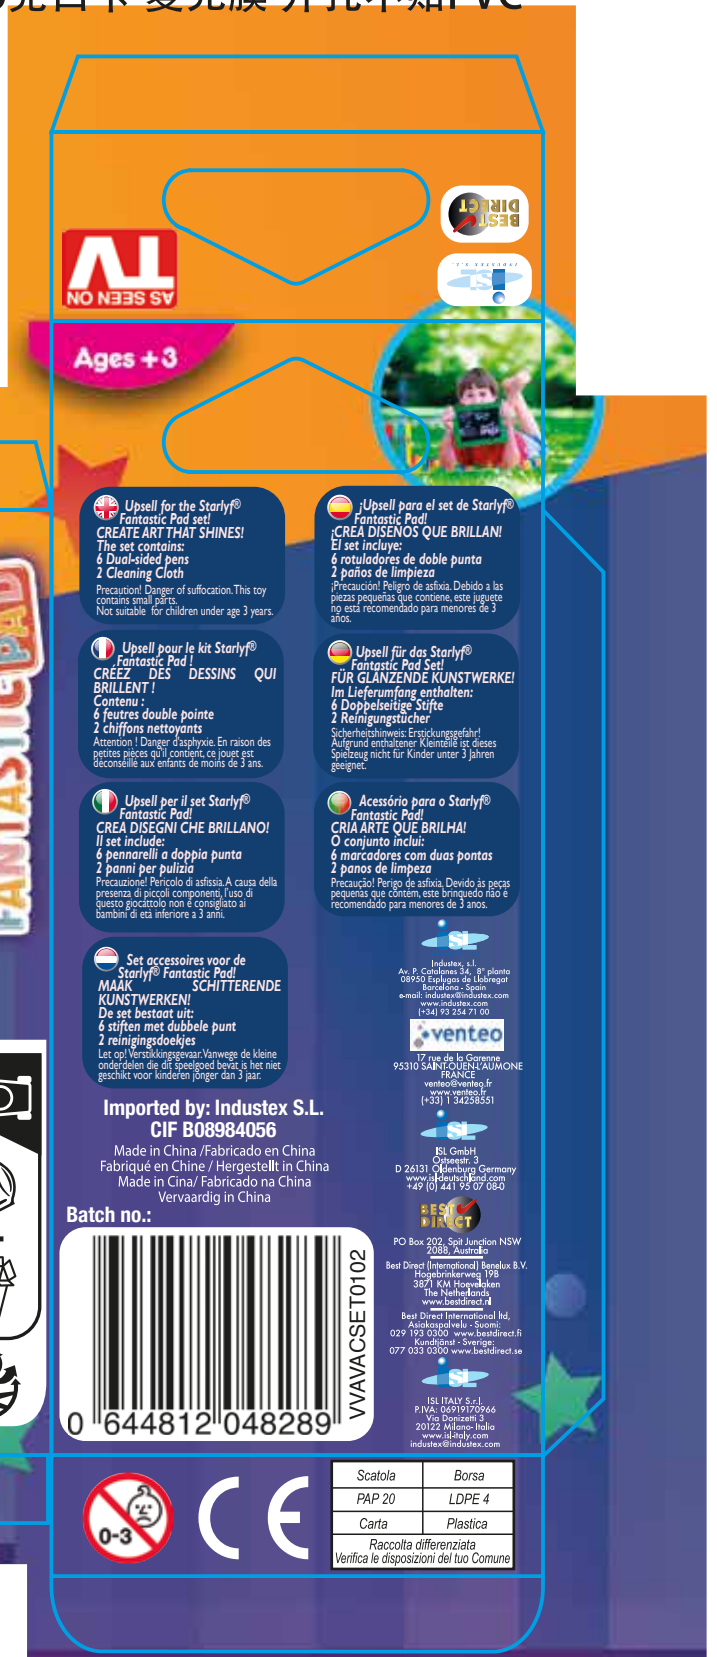 BEST
DIRECT
INDUSTEX S.L.
iSL
AS SEEN ON
TV
Ages +3
FANTASTIC PAD
Upsell for the Starlyf®
Fantastic Pad set!
CREATE ART THAT SHINES!
The set contains:
6 Dual-sided pens
2 Cleaning Cloth
Precaution! Danger of suffocation. This toy
contains small parts.
Not suitable for children under age 3 years.
Upsell pour le kit Starlyf®
Fantastic Pad !
CRÉEZ DES DESSINS QUI
BRILLENT !
Contenu :
6 feutres double pointe
2 chiffons nettoyants
Attention ! Danger d'asphyxie. En raison des
petites pièces qu'il contient, ce jouet est
déconseillé aux enfants de moins de 3 ans.
Upsell per il set Starlyf®
Fantastic Pad!
CREA DISEGNI CHE BRILLANO!
Il set include:
6 pennarelli a doppia punta
2 panni per pulizia
Precauzione! Pericolo di asfissia. A causa della
presenza di piccoli componenti, l'uso di
questo giocattolo non è consigliato ai
bambini di età inferiore a 3 anni.
Set accessoires voor de
Starlyf® Fantastic Pad!
MAAK SCHITTERENDE
KUNSTWERKEN!
De set bestaat uit:
6 stiften met dubbele punt
2 reinigingsdoekjes
Let op! Verstikkingsgevaar. Vanwege de kleine
onderdelen die dit speelgoed bevat is het niet
geschikt voor kinderen jonger dan 3 jaar.
¡Upsell para el set de Starlyf®
Fantastic Pad!
¡CREA DISEÑOS QUE BRILLAN!
El set incluye:
6 rotuladores de doble punta
2 paños de limpieza
¡Precaución! Peligro de asfixia. Debido a las
piezas pequeñas que contiene, este juguete
no está recomendado para menores de 3
años.
Upsell für das Starlyf®
Fantastic Pad Set!
FÜR GLÄNZENDE KUNSTWERKE!
Im Lieferumfang enthalten:
6 Doppelseitige Stifte
2 Reinigungstücher
Sicherheitshinweis: Erstickungsgefahr!
Aufgrund enthaltener Kleinteile ist dieses
Spielzeug nicht für Kinder unter 3 Jahren
geeignet.
Acessório para o Starlyf®
Fantastic Pad!
CRIA ARTE QUE BRILHA!
O conjunto inclui:
6 marcadores com duas pontas
2 panos de limpeza
Precaução! Perigo de asfixia. Devido às peças
pequenas que contém, este brinquedo não é
recomendado para menores de 3 anos.
iSL
Industex, s.l.
Av. P. Catalanes 34, 8° planta
08950 Esplugas de Llobregat
Barcelona - Spain
e-mail: industex@industex.com
www.industex.com
(+34) 93 254 71 00
venteo
17 rue de la Garenne
95310 SAINT-OUEN-L'AUMONE
FRANCE
venteo@venteo.fr
www.venteo.fr
(+33) 1 34258551
iSL
ISL GmbH
Ostseestr. 3
D 26131 Oldenburg Germany
www.isl-deutschland.com
+49 (0) 441 95 07 08-0
BEST
DIRECT
PO Box 202, Spit Junction NSW
2088, Australia
Best Direct (International) Benelux B.V.
Hogebrinkerweg 19B
3871 KM Hoevelaken
The Netherlands
www.bestdirect.nl
Best Direct International ltd,
Asiakaspalvelu - Suomi:
029 193 0300 www.bestdirect.fi
Kundtjänst - Sverige:
077 033 0300 www.bestdirect.se
iSL
ISL ITALY S.r.l.
P.IVA: 06919170966
Via Donizetti 3
20122 Milano- Italia
www.isl-italy.com
industex@industex.com
Imported by: Industex S.L.
CIF B08984056
Made in China /Fabricado en China
Fabriqué en Chine / Hergestellt in China
Made in Cina/ Fabricado na China
Vervaardig in China
Batch no.:
VVAVACSET0102
0 644812 048289
0-3
CE
Scatola Borsa
PAP 20 LDPE 4
Carta Plastica
Raccolta differenziata
Verifica le disposizioni del tuo Comune